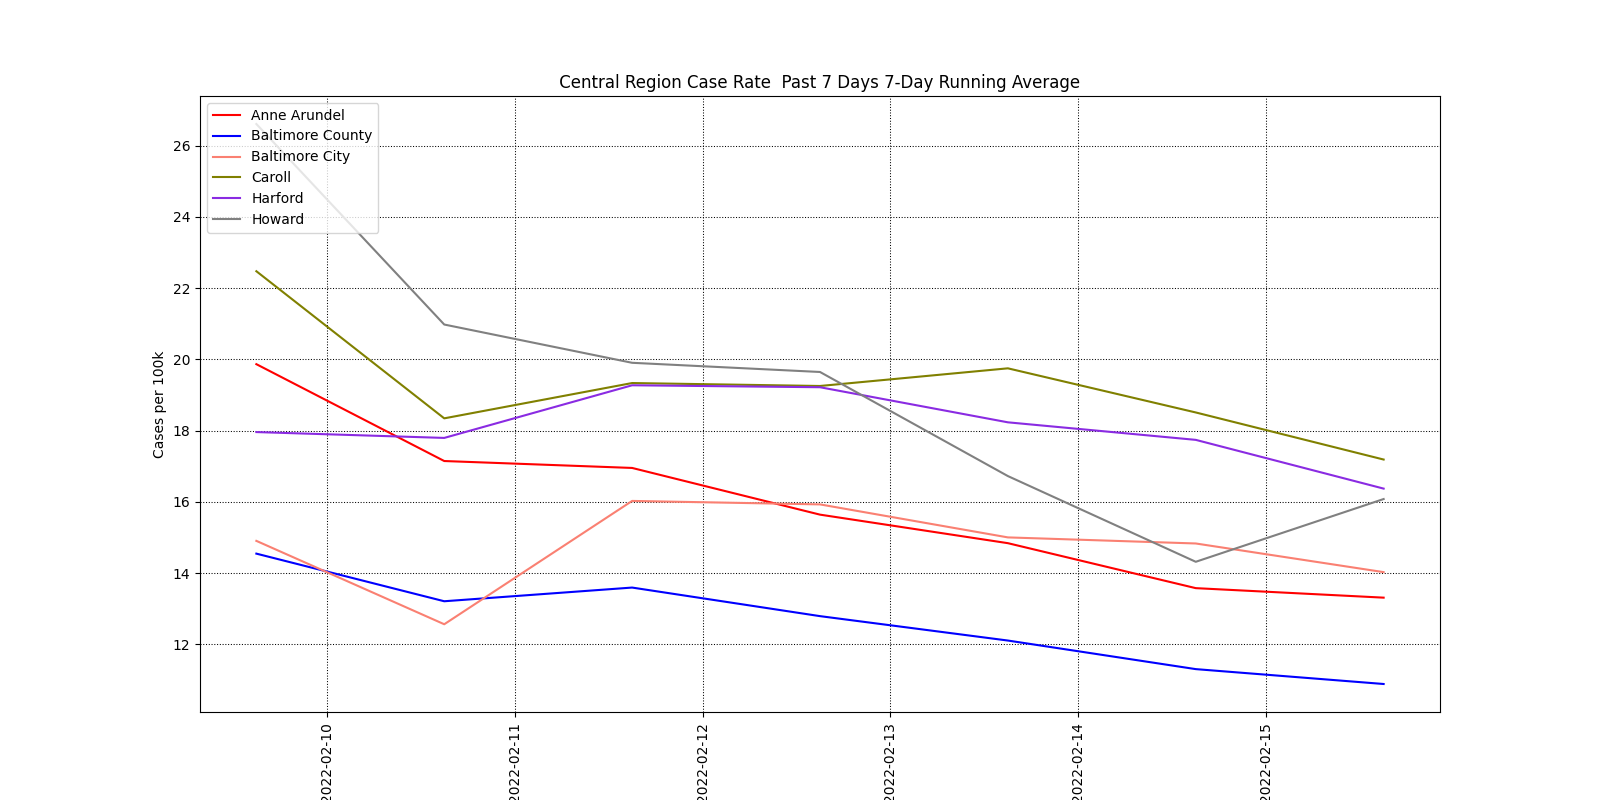 Central Region Case Rate  Past 7 Days 7-Day Running Average
Anne Arundel
Baltimore County
Baltimore City
Caroll
Harford
Howard
26
24
22
20
18
16
14
12
Cases per 100k
2022-02-10
2022-02-11
2022-02-12
2022-02-13
2022-02-14
2022-02-15